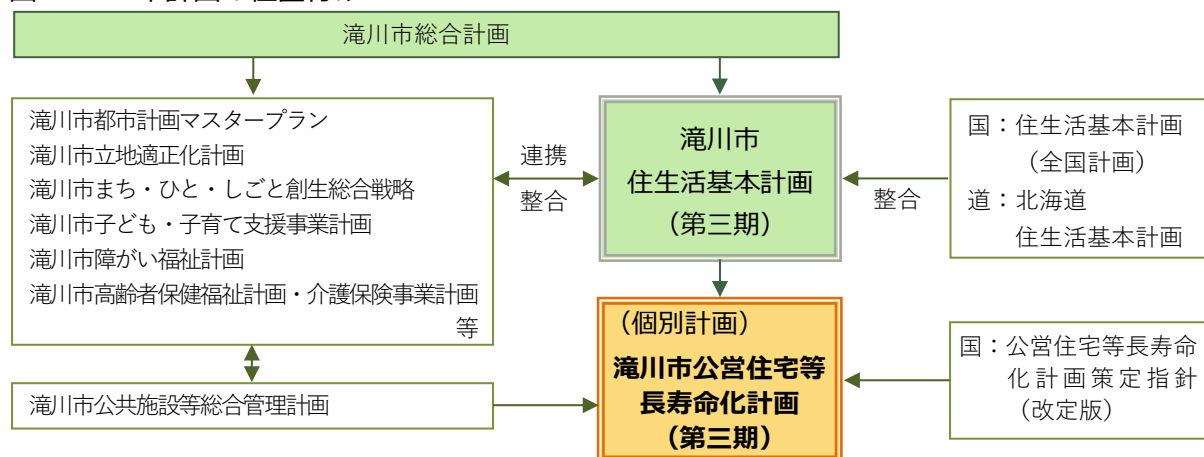 滝川市総合計画
滝川市都市計画マスタープラン
滝川市立地適正化計画
滝川市まち・ひと・しごと創生総合戦略
滝川市子ども・子育て支援事業計画
滝川市障がい福祉計画
滝川市高齢者保健福祉計画・介護保険事業計画
等
連携
整合
滝川市
住生活基本計画
（第三期）
整合
国：住生活基本計画
（全国計画）
道：北海道
住生活基本計画
滝川市公共施設等総合管理計画
（個別計画）
滝川市公営住宅等
長寿命化計画
（第三期）
国：公営住宅等長寿命
化計画策定指針
（改定版）